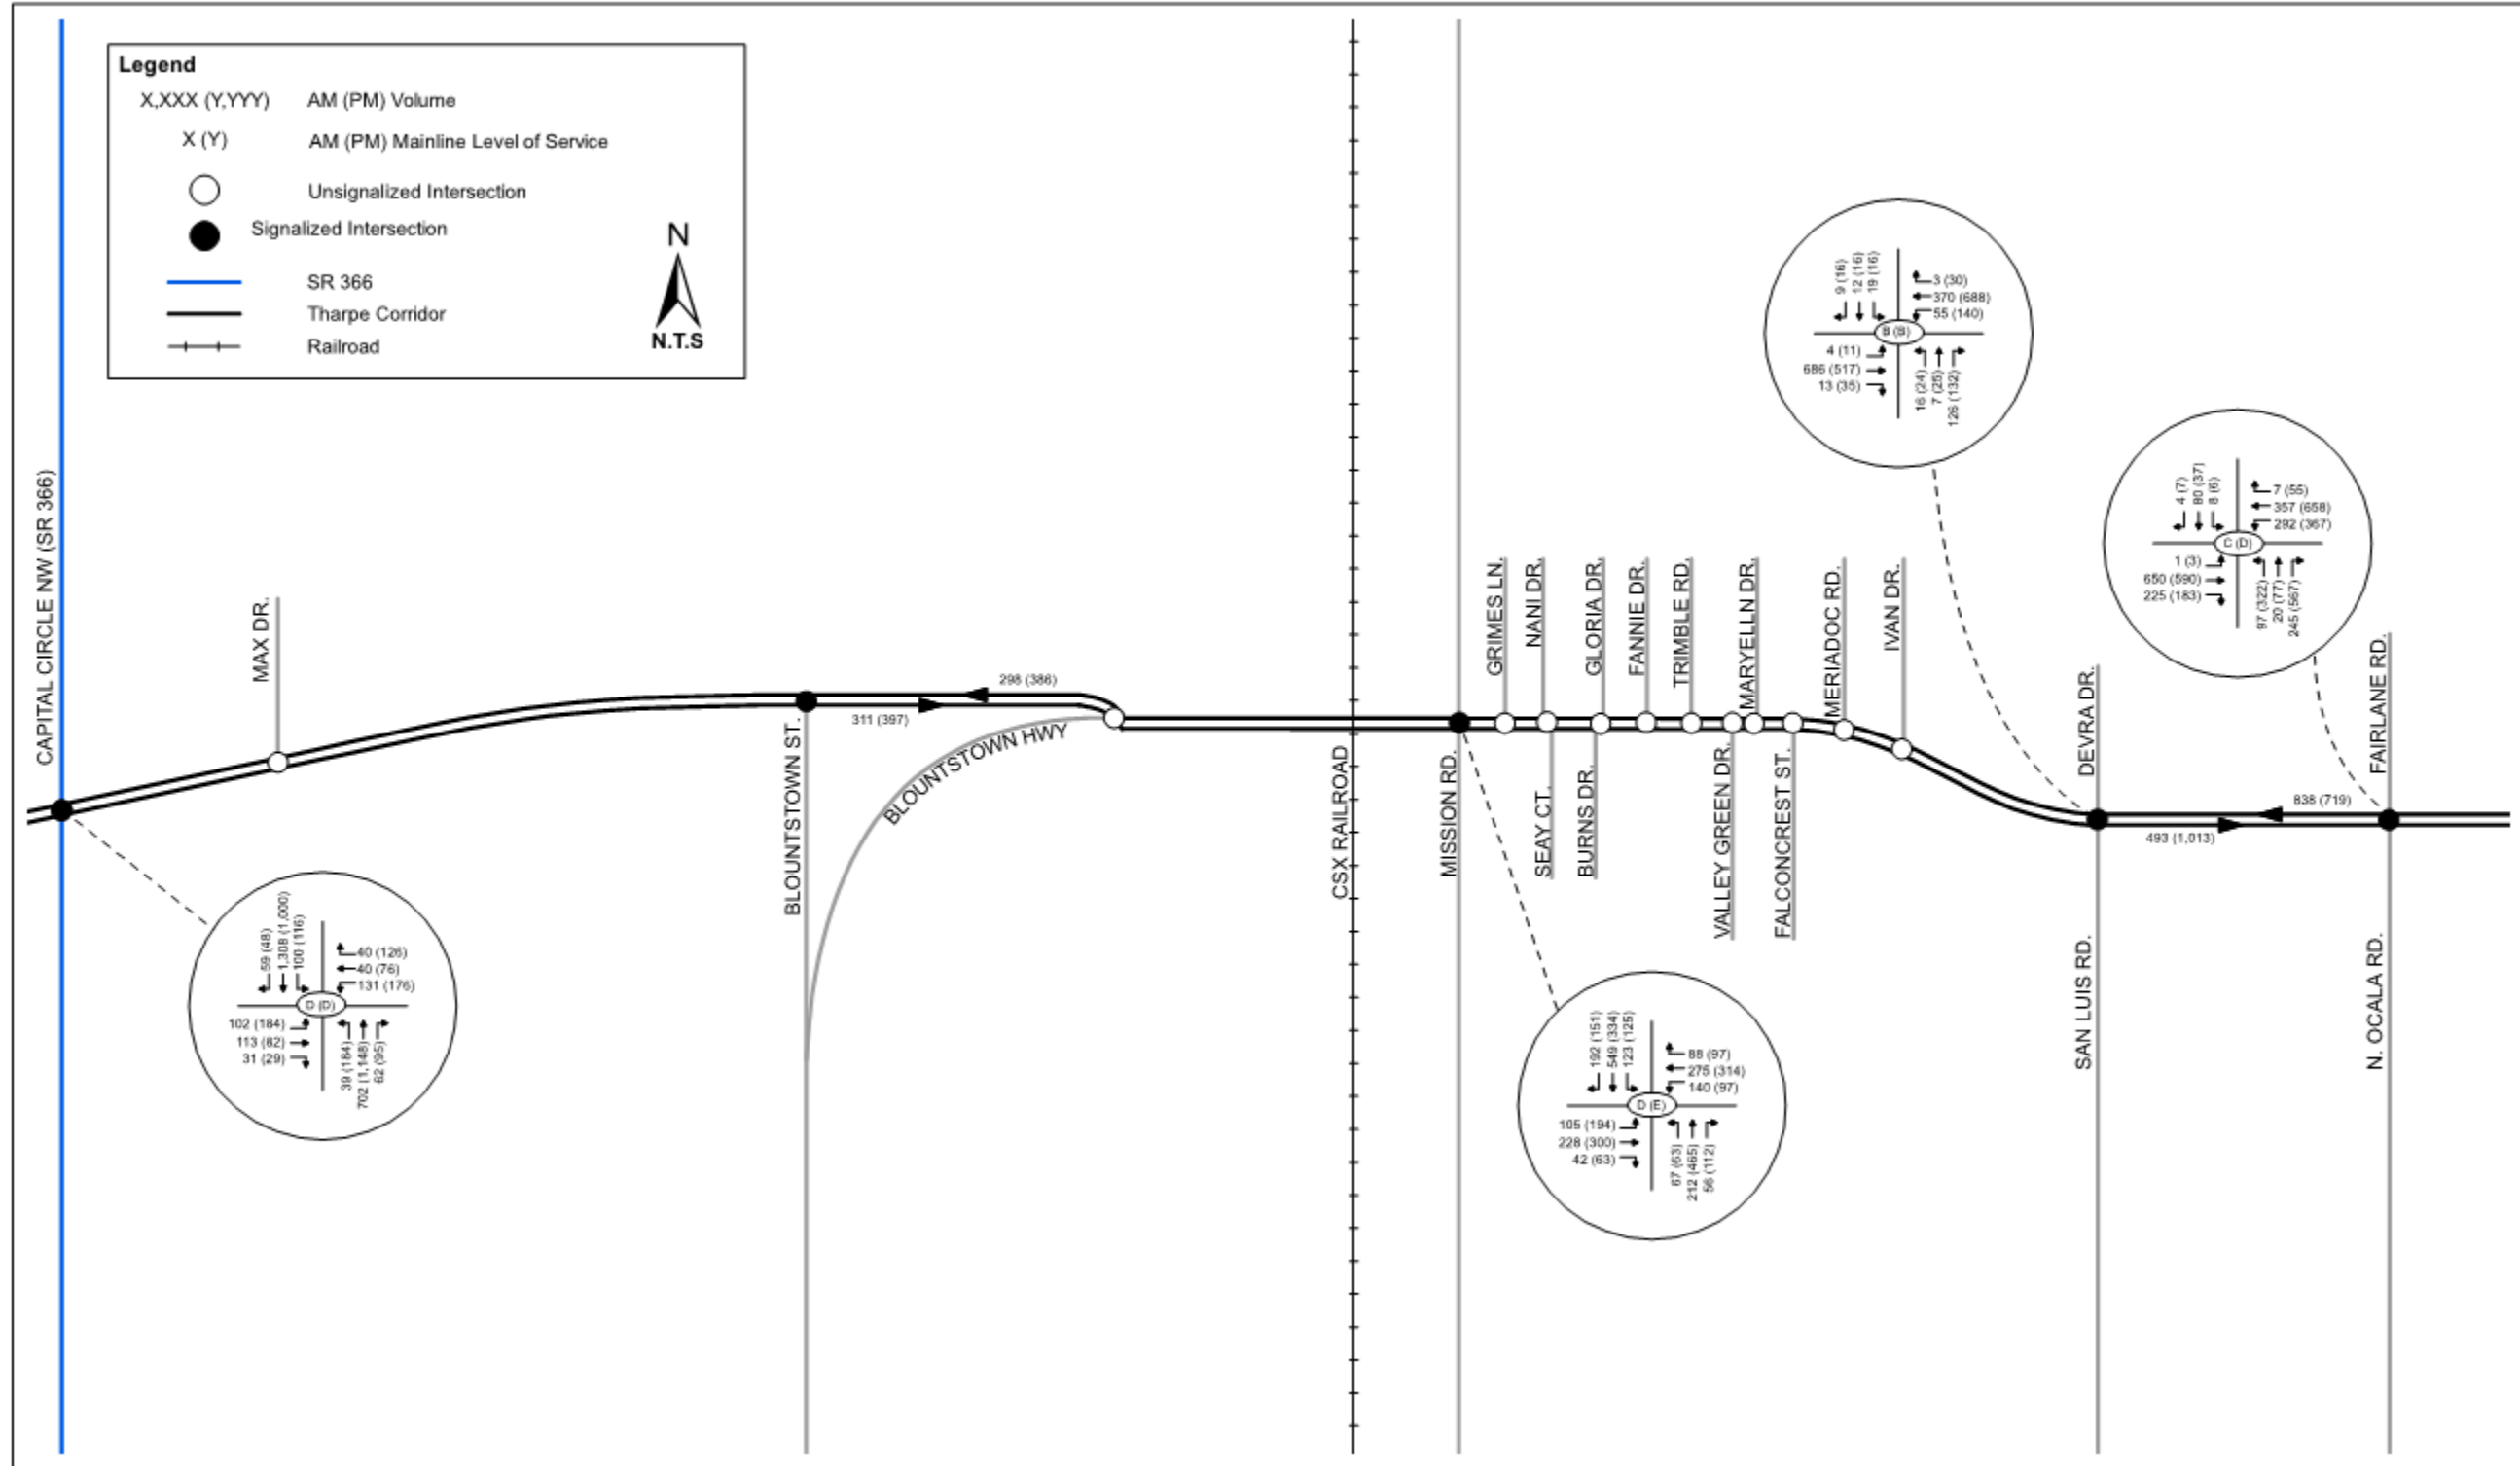 Legend
X,XXX (Y,YYY) AM (PM) Volume
X (Y) AM (PM) Mainline Level of Service
Unsignalized Intersection
Signalized Intersection
SR 366
Tharpe Corridor
Railroad
N
N.T.S
CAPITAL CIRCLE NW (SR 366)
MAX DR.
BLOUNTSTOWN ST.
BLOUNTSTOWN HWY
298 (386)
311 (397)
CSX RAILROAD
MISSION RD.
GRIMES LN.
NANI DR.
SEAY CT.
GLORIA DR.
BURNS DR.
FANNIE DR.
TRIMBLE RD.
VALLEY GREEN DR.
MARYELLN DR.
FALCONCREST ST.
MERIADOC RD.
IVAN DR.
DEVRA DR.
SAN LUIS RD.
FAIRLANE RD.
N. OCALA RD.
838 (719)
493 (1,013)
9 (16)
12 (16)
19 (16)
3 (30)
370 (688)
55 (140)
B (B)
4 (11)
686 (517)
13 (35)
16 (24)
7 (25)
126 (132)
4 (7)
80 (37)
8 (6)
7 (55)
357 (658)
292 (367)
C (D)
1 (3)
650 (590)
225 (183)
97 (322)
20 (77)
245 (567)
59 (48)
1,308 (1,000)
100 (116)
40 (126)
40 (76)
131 (176)
D (D)
102 (184)
113 (82)
31 (29)
39 (184)
702 (1,148)
62 (95)
192 (151)
549 (334)
123 (125)
88 (97)
275 (314)
140 (97)
D (E)
105 (194)
228 (300)
42 (63)
67 (63)
212 (465)
56 (112)